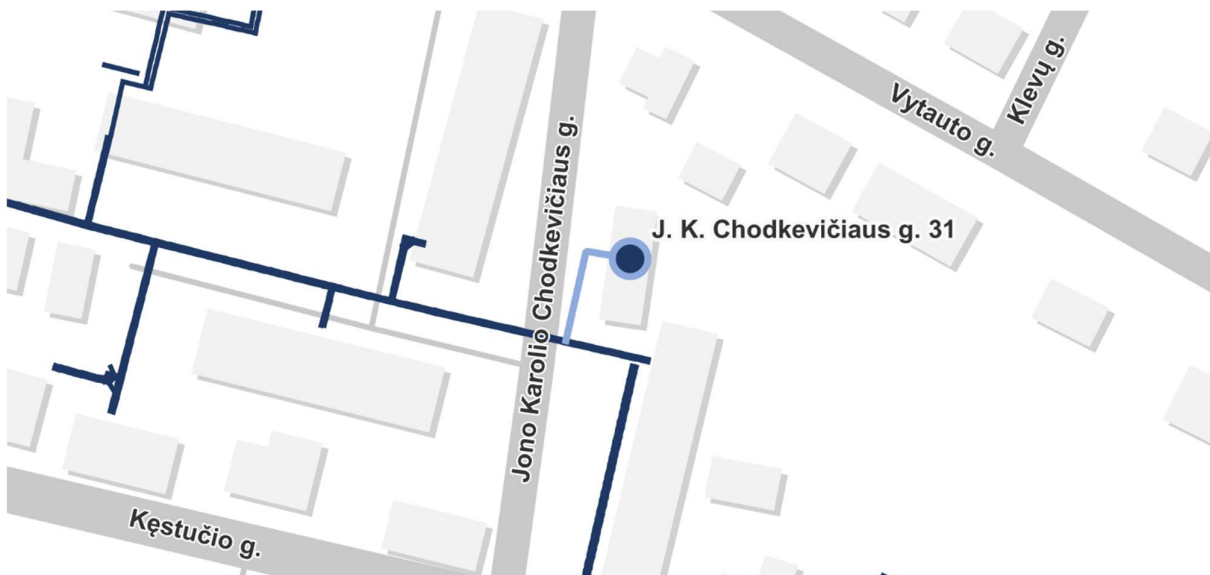 Klevų g.
Vytauto g.
Jono Karolio Chodkevičiaus g.
J. K. Chodkevičiaus g. 31
Kęstučio g.